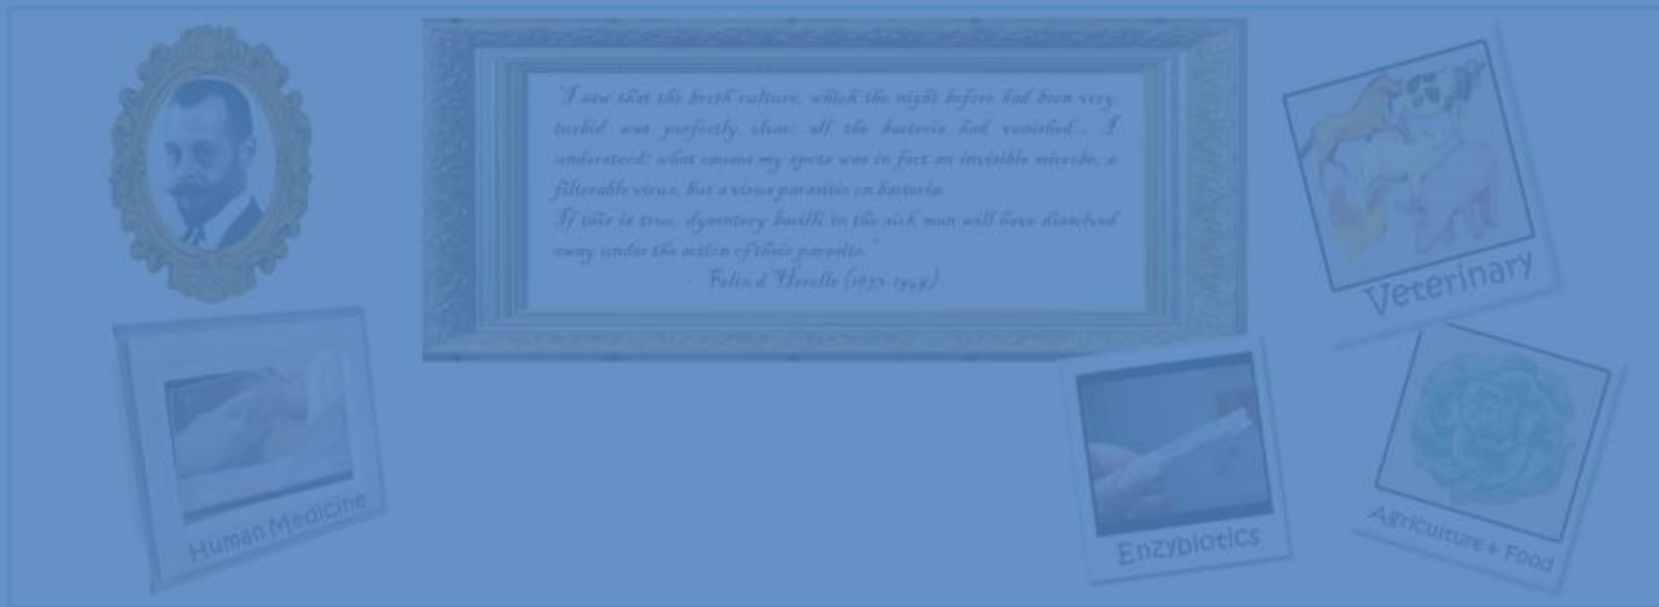 "I saw that the broth culture, which the night before had been very
turbid was perfectly clear: all the bacteria had vanished... I
understood: what causes my spots was in fact an invisible microbe, a
filterable virus, but a virus parasitic on bacteria.
If this is true, dysentery bacilli in the sick man will have dissolved
away under the action of their parasite."
Felix d'Herelle (1873-1949)
Veterinary
Human Medicine
Enzybiotics
Agriculture + Food